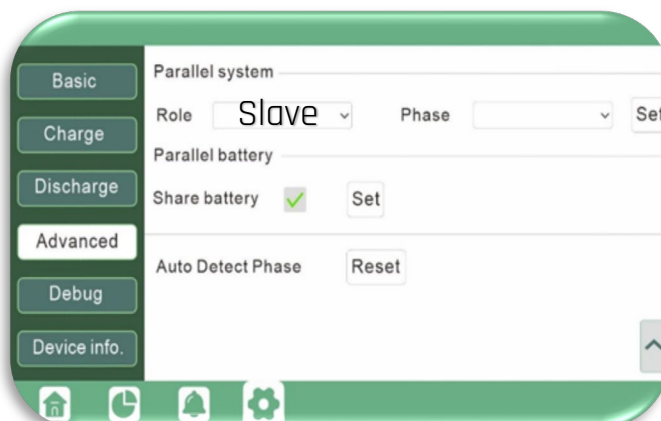 Basic
Charge
Discharge
Advanced
Debug
Device info.
Parallel system
Role Slave Phase Set
Parallel battery
Share battery Set
Auto Detect Phase Reset